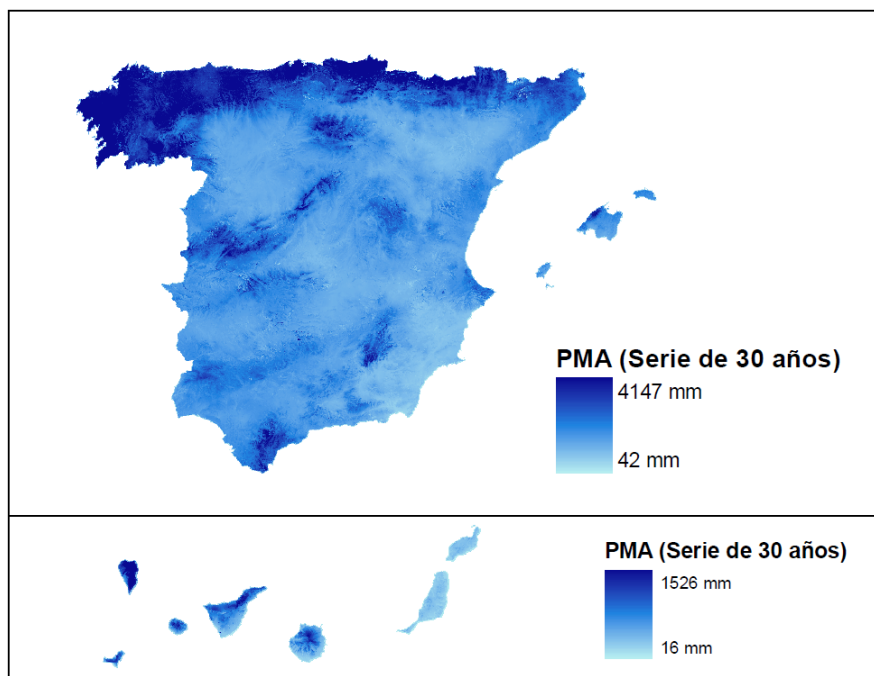 PMA (Serie de 30 años)
4147 mm
42 mm
PMA (Serie de 30 años)
1526 mm
16 mm